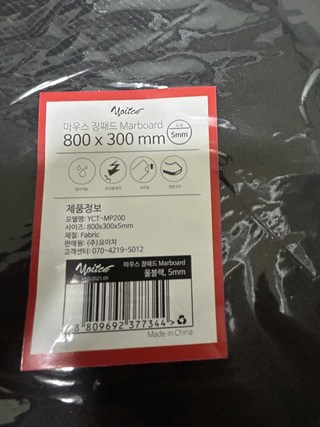 Yoitch
마우스 장패드 Marboard
800 x 300 mm
5mm
제품정보
모델명: YCT-MP200
사이즈: 800x300x5mm
재질: Fabric
판매원: (주)요이치
고객센터: 070-4219-5012
마우스 장패드 Marboard
올블랙, 5mm
8 809692 377344
Made in China